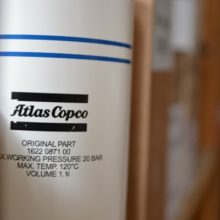 Atlas Copco
ORIGINAL PART
1622 0871 00
X.WORKING PRESSURE 20 BAR
MAX. TEMP. 120°C
VOLUME 1.